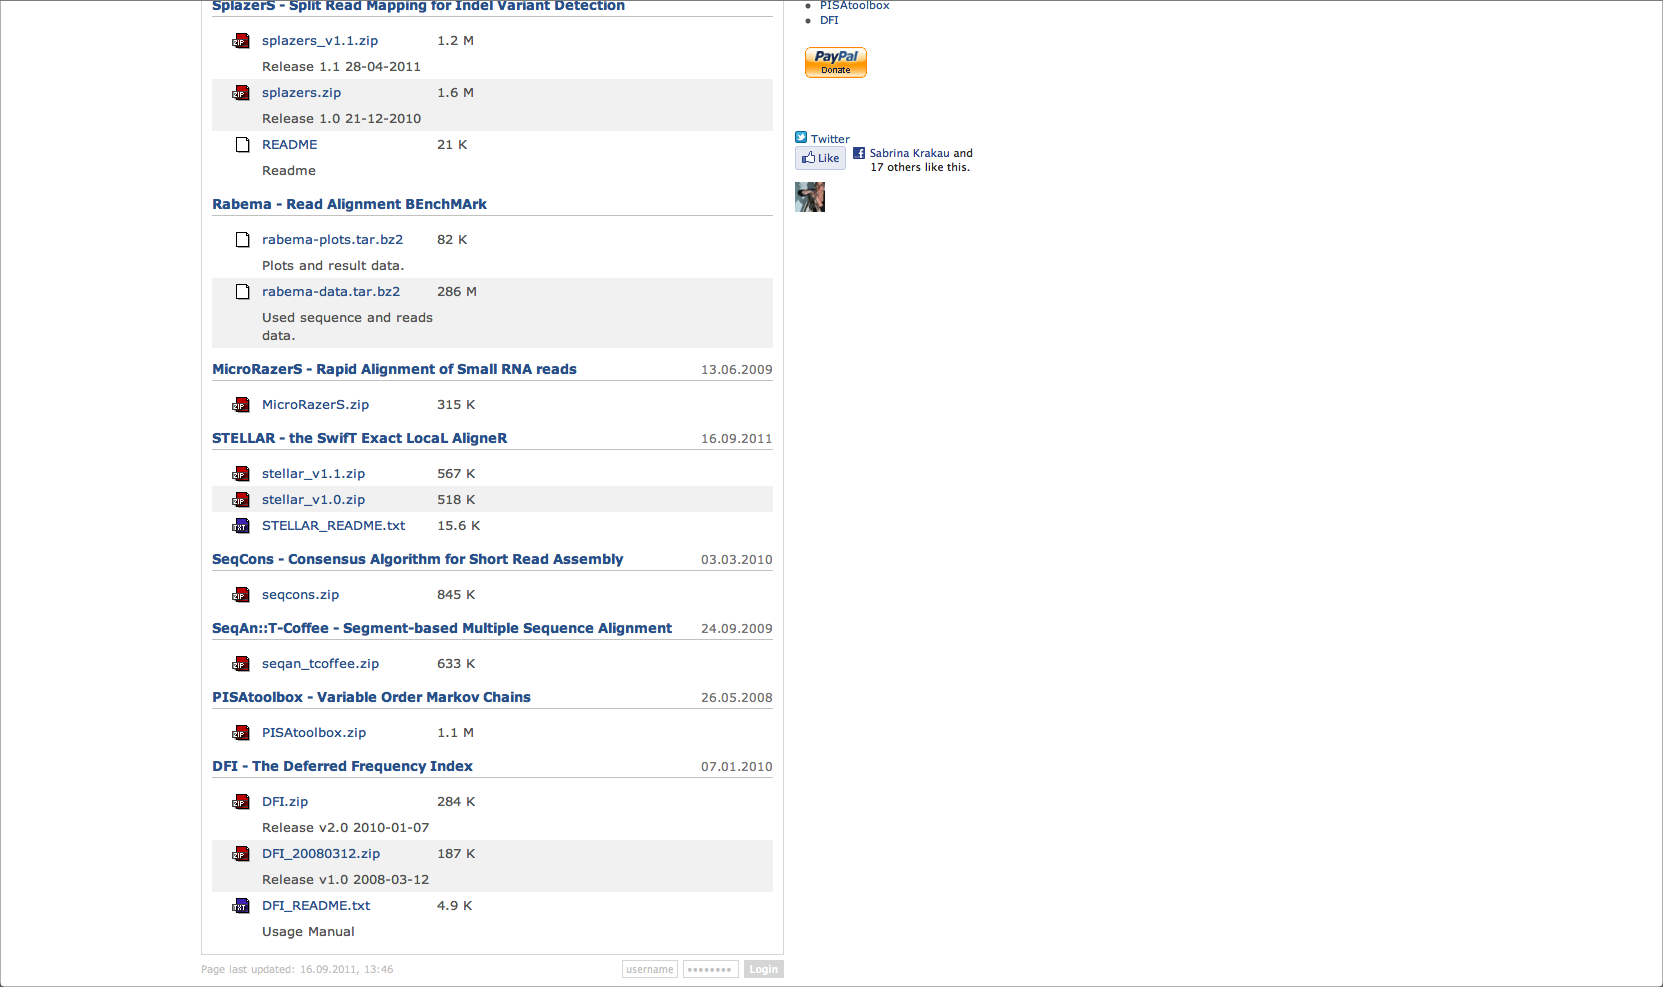 SplazerS - Split Read Mapping for Indel Variant Detection
splazers_v1.1.zip 1.2 M
Release 1.1 28-04-2011
splazers.zip 1.6 M
Release 1.0 21-12-2010
README 21 K
Readme
Rabema - Read Alignment BEnchMArk
rabema-plots.tar.bz2 82 K
Plots and result data.
rabema-data.tar.bz2 286 M
Used sequence and reads
data.
MicroRazerS - Rapid Alignment of Small RNA reads 13.06.2009
MicroRazerS.zip 315 K
STELLAR - the SwifT Exact LocaL AligneR 16.09.2011
stellar_v1.1.zip 567 K
stellar_v1.0.zip 518 K
STELLAR_README.txt 15.6 K
SeqCons - Consensus Algorithm for Short Read Assembly 03.03.2010
seqcons.zip 845 K
SeqAn::T-Coffee - Segment-based Multiple Sequence Alignment 24.09.2009
seqan_tcoffee.zip 633 K
PISAtoolbox - Variable Order Markov Chains 26.05.2008
PISAtoolbox.zip 1.1 M
DFI - The Deferred Frequency Index 07.01.2010
DFI.zip 284 K
Release v2.0 2010-01-07
DFI_20080312.zip 187 K
Release v1.0 2008-03-12
DFI_README.txt 4.9 K
Usage Manual
Page last updated: 16.09.2011, 13:46
username •••••••• Login
PISAtoolbox
DFI
PayPal
Donate
Twitter
Like
Sabrina Krakau and
17 others like this.